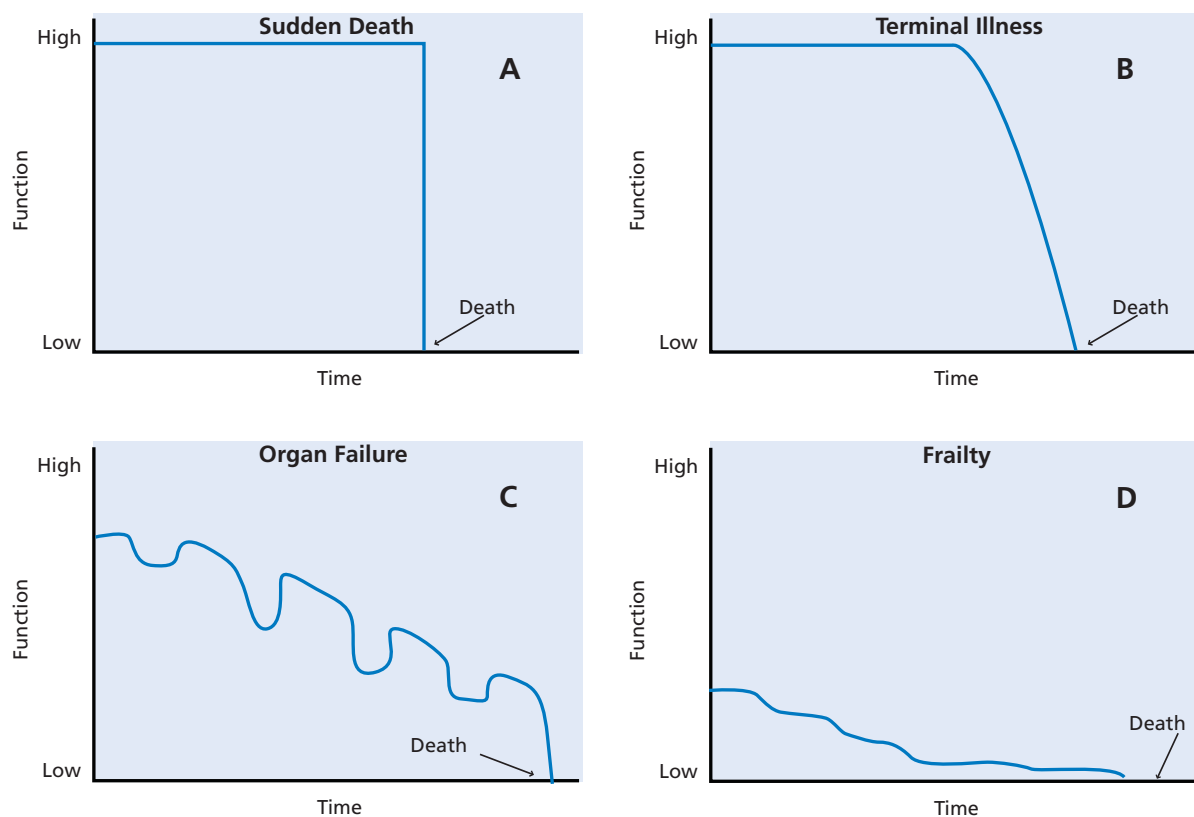 Sudden Death
High
A
Function
Death
Low
Time
Terminal Illness
High
B
Function
Death
Low
Time
Organ Failure
High
C
Function
Death
Low
Time
Frailty
High
D
Function
Death
Low
Time